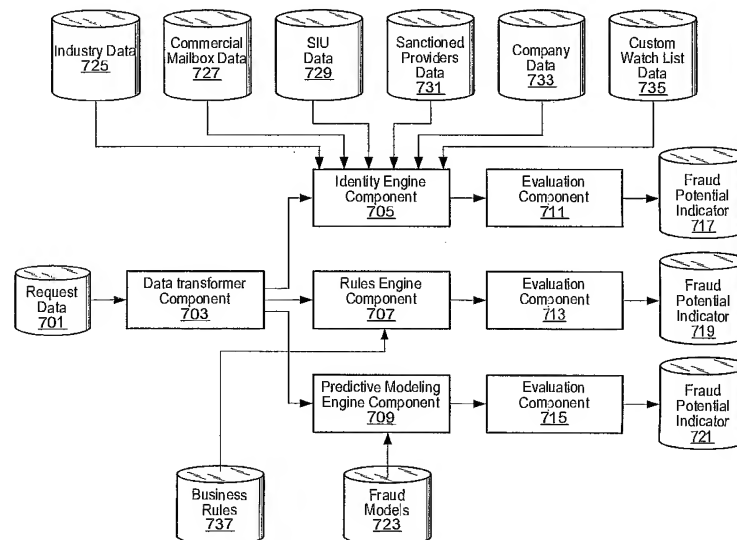 Industry Data
725
Commercial
Mailbox Data
727
SIU
Data
729
Sanctioned
Providers
Data
731
Company
Data
733
Custom
Watch List
Data
735
Identity Engine
Component
705
Evaluation
Component
711
Fraud
Potential
Indicator
717
Request
Data
701
Data transformer
Component
703
Rules Engine
Component
707
Evaluation
Component
713
Fraud
Potential
Indicator
719
Predictive Modeling
Engine Component
709
Evaluation
Component
715
Fraud
Potential
Indicator
721
Business
Rules
737
Fraud
Models
723